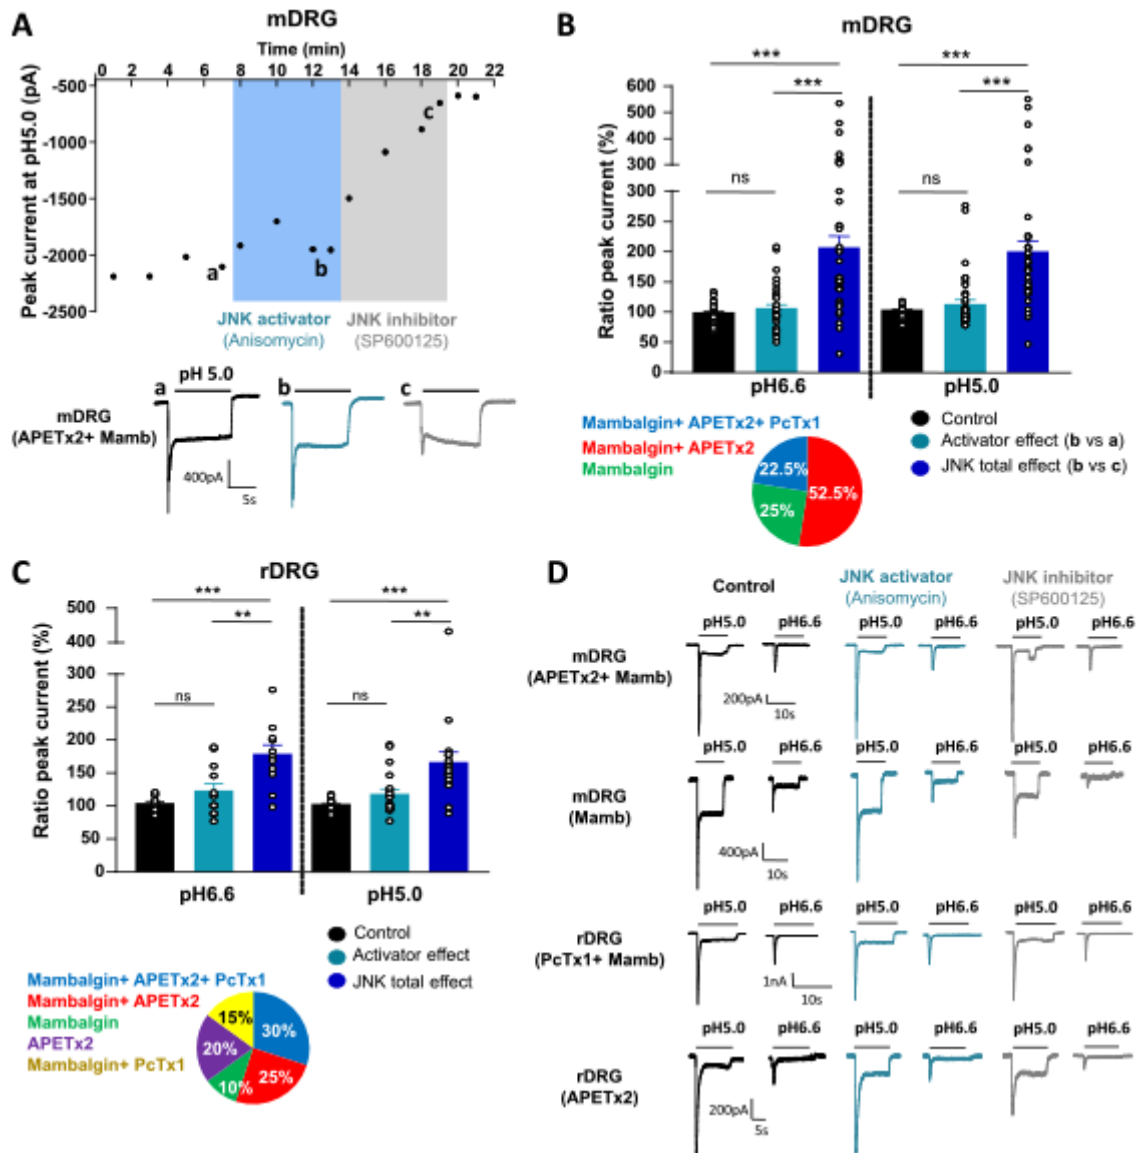 A
mDRG
Time (min)
0 2 4 6 8 10 12 14 16 18 20 22
Peak current at pH5.0 (pA)
-500
-1000
-1500
-2000
-2500
a
b
c
JNK activator
(Anisomycin)
JNK inhibitor
(SP600125)
a
pH 5.0
b
c
mDRG
(APETx2+ Mamb)
400pA
5s
B
mDRG
Ratio peak current (%)
600
500
400
300
300
250
200
150
100
50
0
***
***
ns
***
***
ns
pH6.6
pH5.0
Mambalgin+ APETx2+ PcTx1
Mambalgin+ APETx2
Mambalgin
22.5%
52.5%
25%
Control
Activator effect (b vs a)
JNK total effect (b vs c)
C
rDRG
Ratio peak current (%)
500
400
300
250
200
150
100
50
0
***
**
ns
***
**
ns
pH6.6
pH5.0
Control
Activator effect
JNK total effect
Mambalgin+ APETx2+ PcTx1
Mambalgin+ APETx2
Mambalgin
APETx2
Mambalgin+ PcTx1
15%
30%
20%
25%
10%
D
Control
JNK activator
(Anisomycin)
JNK inhibitor
(SP600125)
pH5.0 pH6.6 pH5.0 pH6.6 pH5.0 pH6.6
mDRG
(APETx2+ Mamb)
200pA
10s
pH5.0 pH6.6 pH5.0 pH6.6 pH5.0 pH6.6
mDRG
(Mamb)
400pA
10s
pH5.0 pH6.6 pH5.0 pH6.6 pH5.0 pH6.6
rDRG
(PcTx1+ Mamb)
1nA
10s
pH5.0 pH6.6 pH5.0 pH6.6 pH5.0 pH6.6
rDRG
(APETx2)
200pA
5s